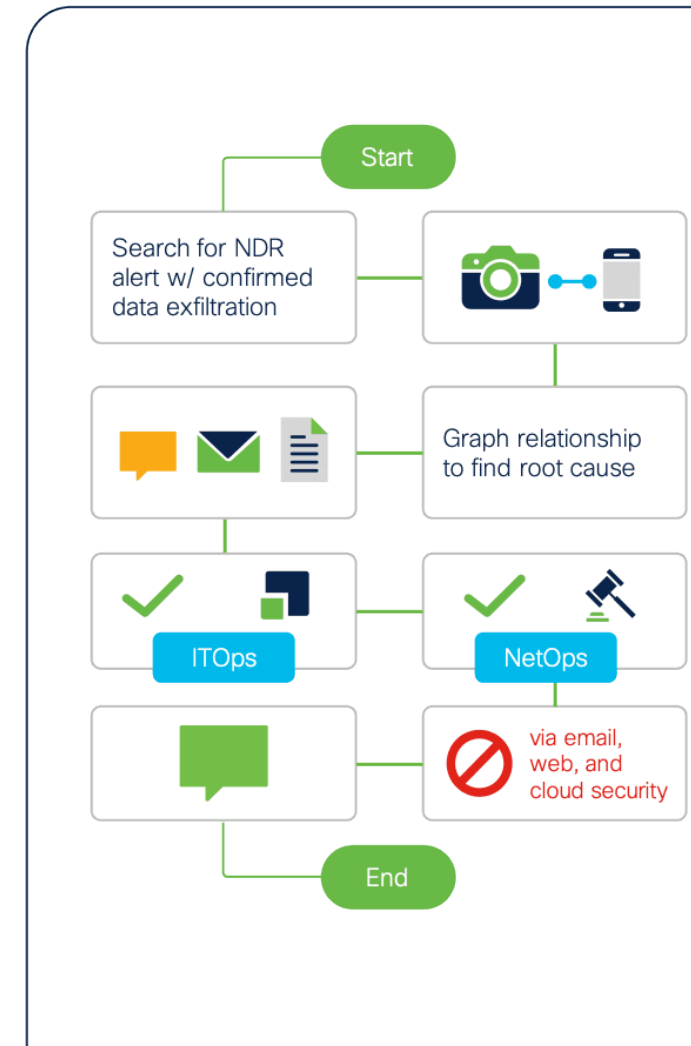 Start
Search for NDR
alert w/ confirmed
data exfiltration
Graph relationship
to find root cause
ITOps
NetOps
via email,
web, and
cloud security
End